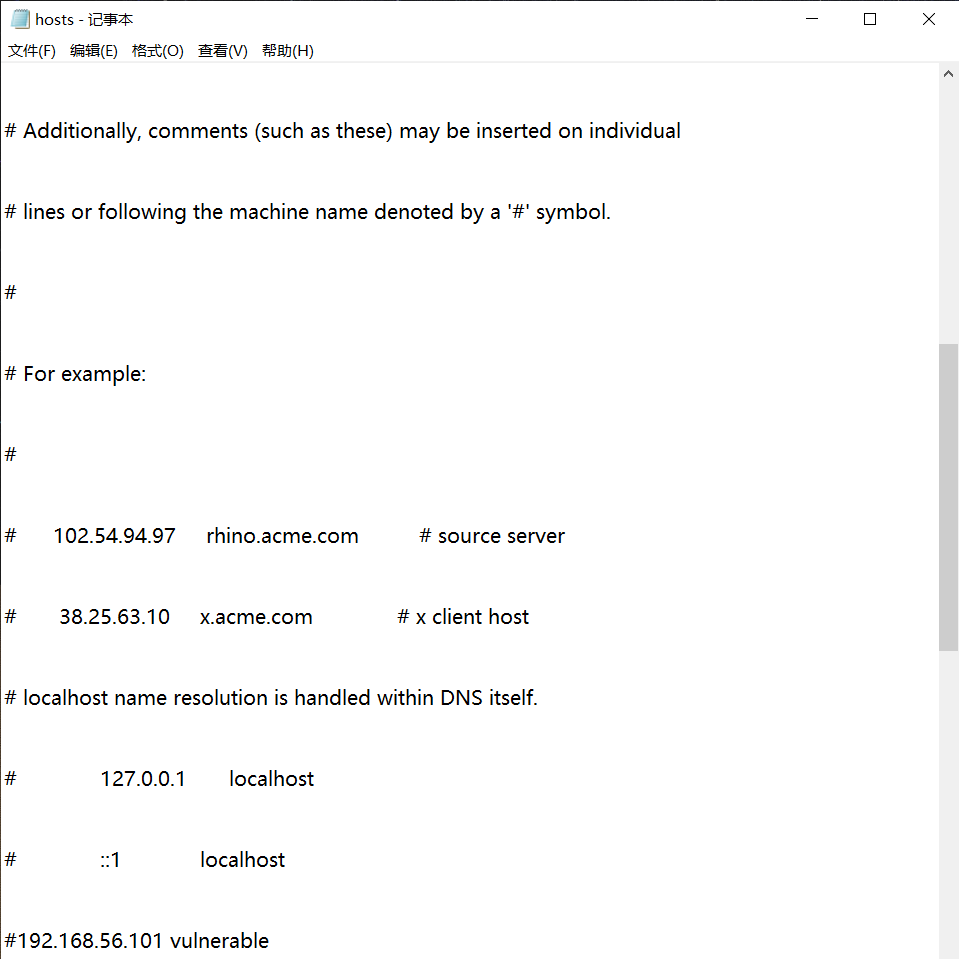 hosts - 记事本
文件(F) 编辑(E) 格式(O) 查看(V) 帮助(H)
# Additionally, comments (such as these) may be inserted on individual
# lines or following the machine name denoted by a '#' symbol.
#
# For example:
#
# 102.54.94.97 rhino.acme.com # source server
# 38.25.63.10 x.acme.com # x client host
# localhost name resolution is handled within DNS itself.
# 127.0.0.1 localhost
# ::1 localhost
#192.168.56.101 vulnerable